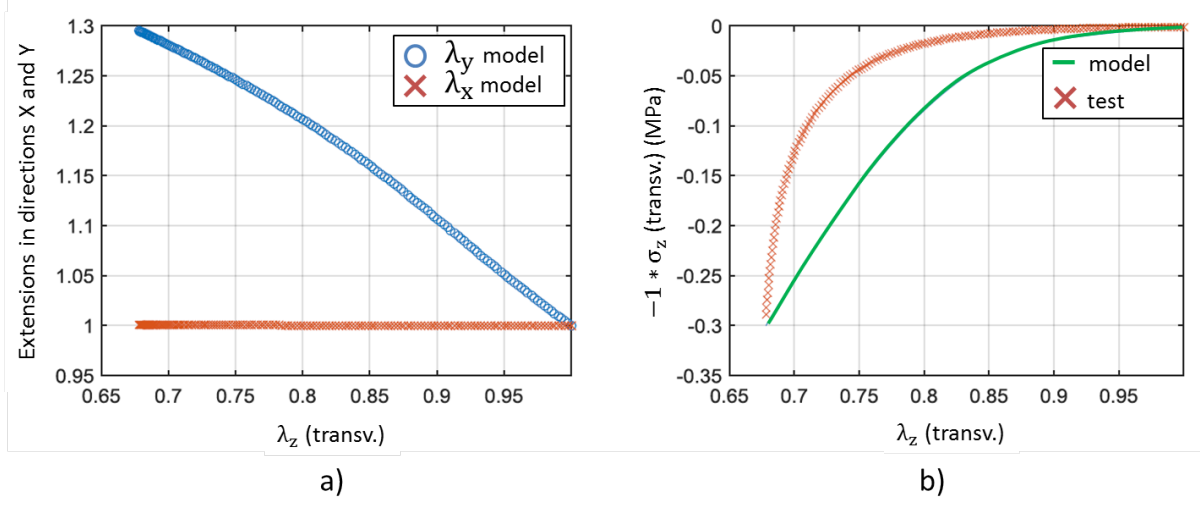 Extensions in directions X and Y
1.3
1.25
1.2
1.15
1.1
1.05
1
0.95
0.65 0.7 0.75 0.8 0.85 0.9 0.95
λy model
λx model
λz (transv.)
a)
−1 * σz (transv.) (MPa)
0
-0.05
-0.1
-0.15
-0.2
-0.25
-0.3
-0.35
0.65 0.7 0.75 0.8 0.85 0.9 0.95
model
test
λz (transv.)
b)